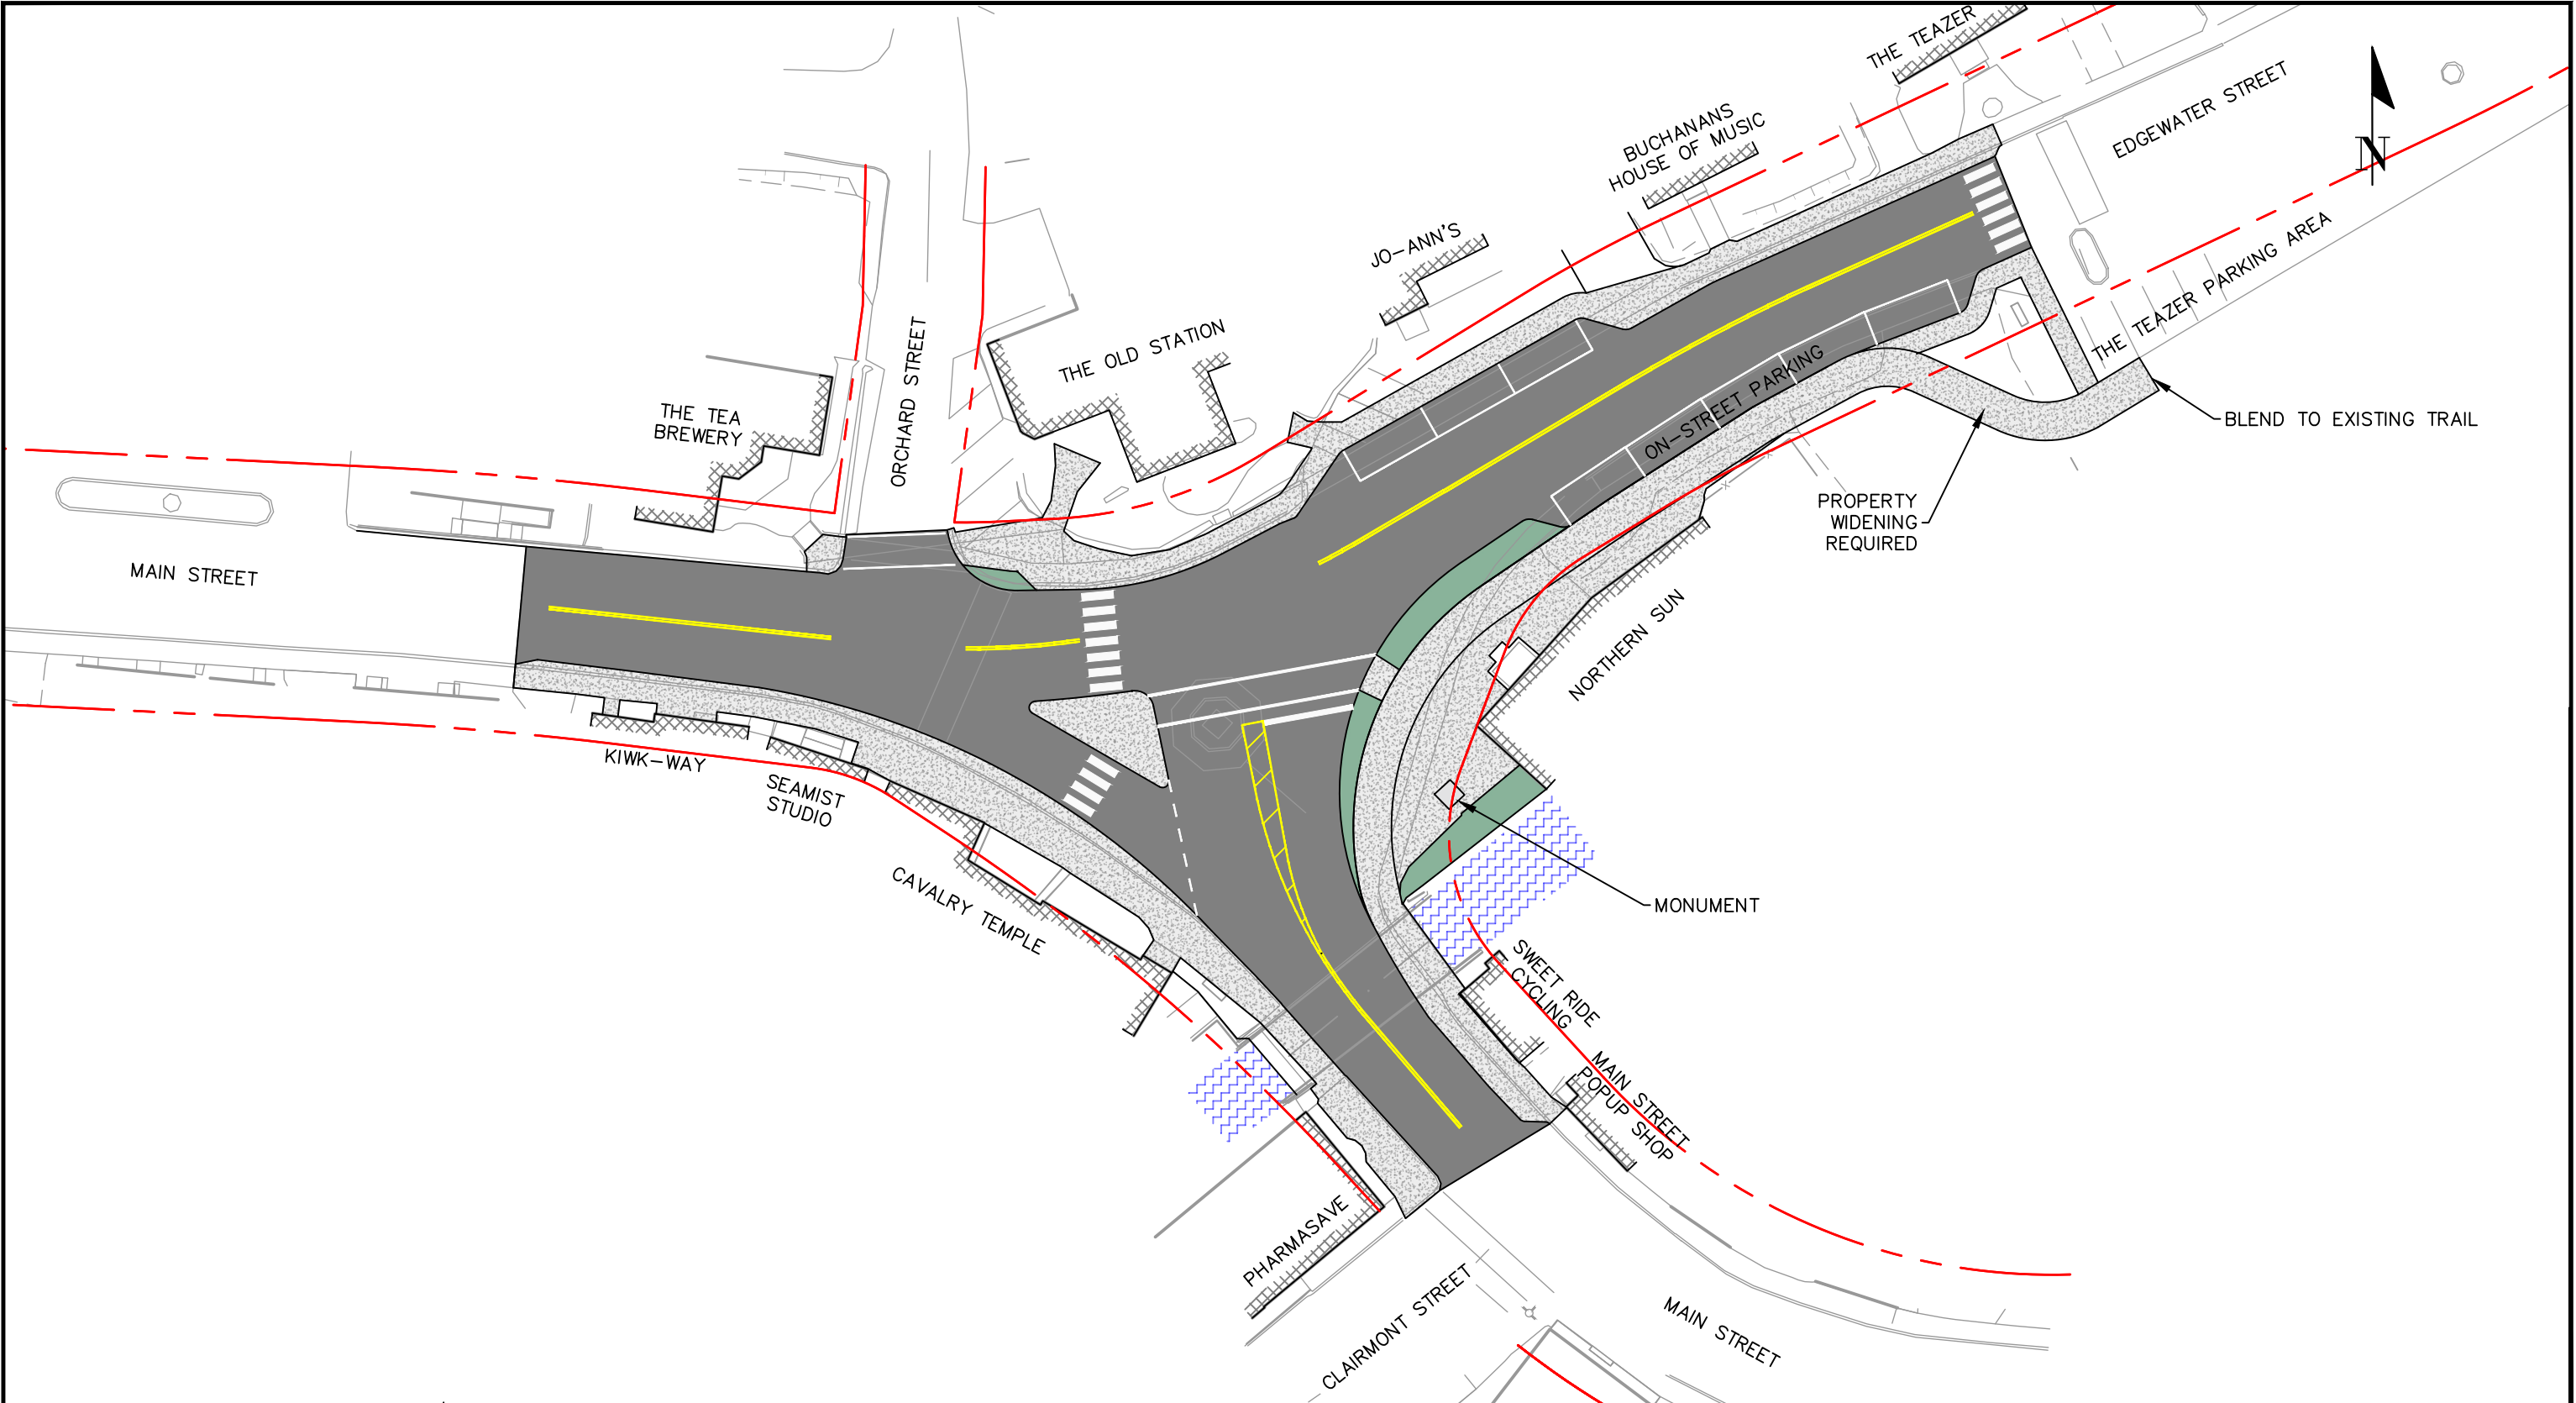 THE TEAZER
EDGEWATER STREET
N
BUCHANANS
HOUSE OF MUSIC
JO-ANN'S
THE TEAZER PARKING AREA
THE OLD STATION
ORCHARD STREET
THE TEA
BREWERY
ON-STREET PARKING
BLEND TO EXISTING TRAIL
PROPERTY
WIDENING
REQUIRED
MAIN STREET
NORTHERN SUN
KIWK-WAY
SEAMIST
STUDIO
CAVALRY TEMPLE
MONUMENT
SWEET RIDE
CYCLING
MAIN STREET
POPUP SHOP
PHARMASAVE
CLAIRMONT STREET
MAIN STREET